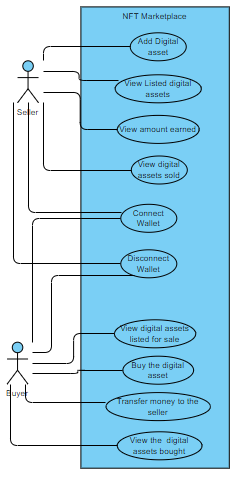 NFT Marketplace
Add Digital
asset
View Listed digital
assets
Seller
View amount earned
View digital
assets sold
Connect
Wallet
Disconnect
Wallet
View digital assets
listed for sale
Buy the digital
asset
Buyer
Transfer money to the
seller
View the digital
assets bought